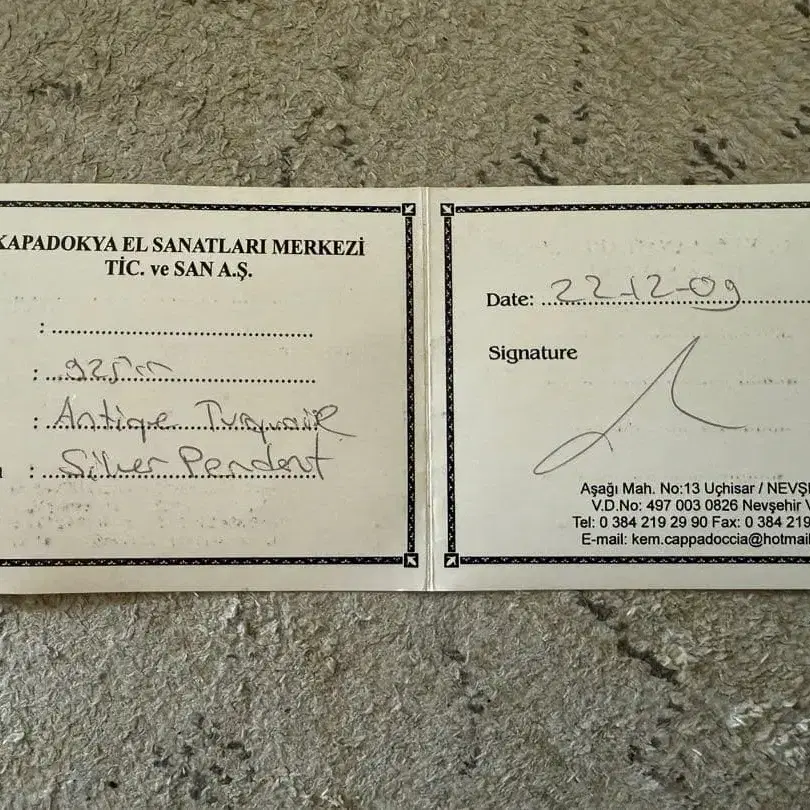 KAPADOKYA EL SANATLARI MERKEZİ
TİC. ve SAN A.Ş.
:
: 925
: Antique Turquoise
: Silver Pendent
Date: 22-12-09
Signature
Aşağı Mah. No:13 Uçhisar / NEVŞ
V.D.No: 497 003 0826 Nevşehir V
Tel: 0 384 219 29 90 Fax: 0 384 219
E-mail: kem.cappadoccia@hotmail